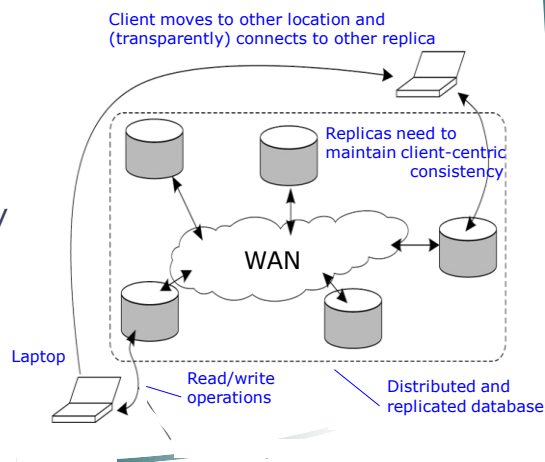 Client moves to other location and
(transparently) connects to other replica
Replicas need to
maintain client-centric
consistency
WAN
Laptop
Read/write
operations
Distributed and
replicated database